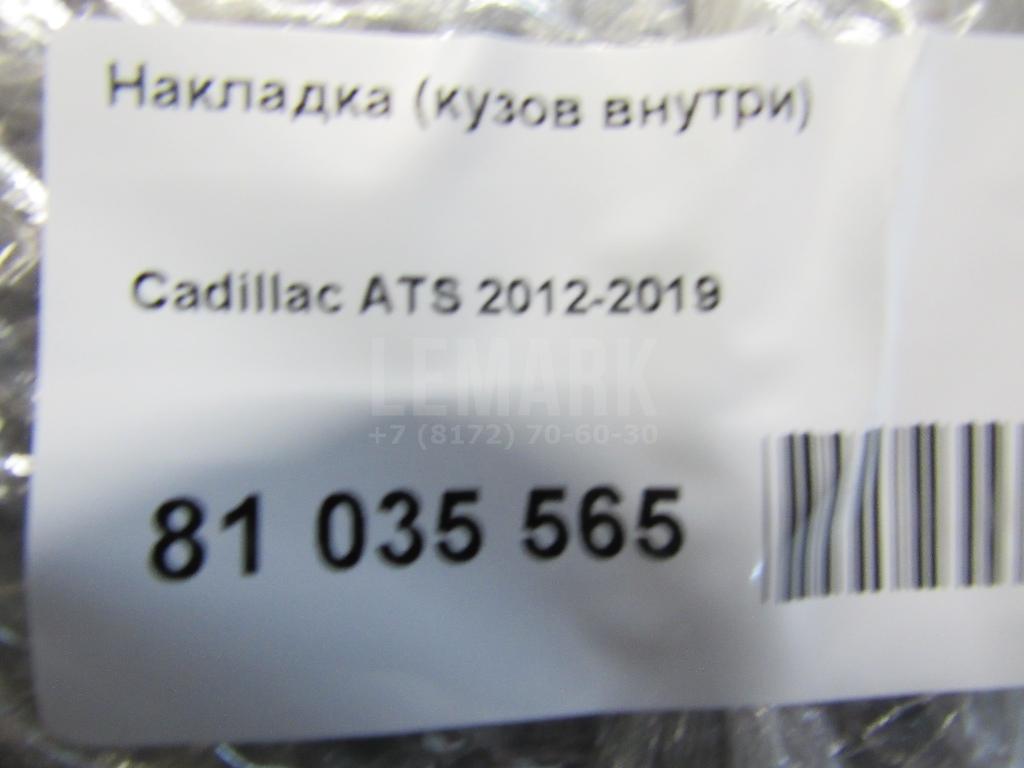 Накладка (кузов внутри)
Cadillac ATS 2012-2019
LEMARK
+7 (8172) 70-60-30
81 035 565